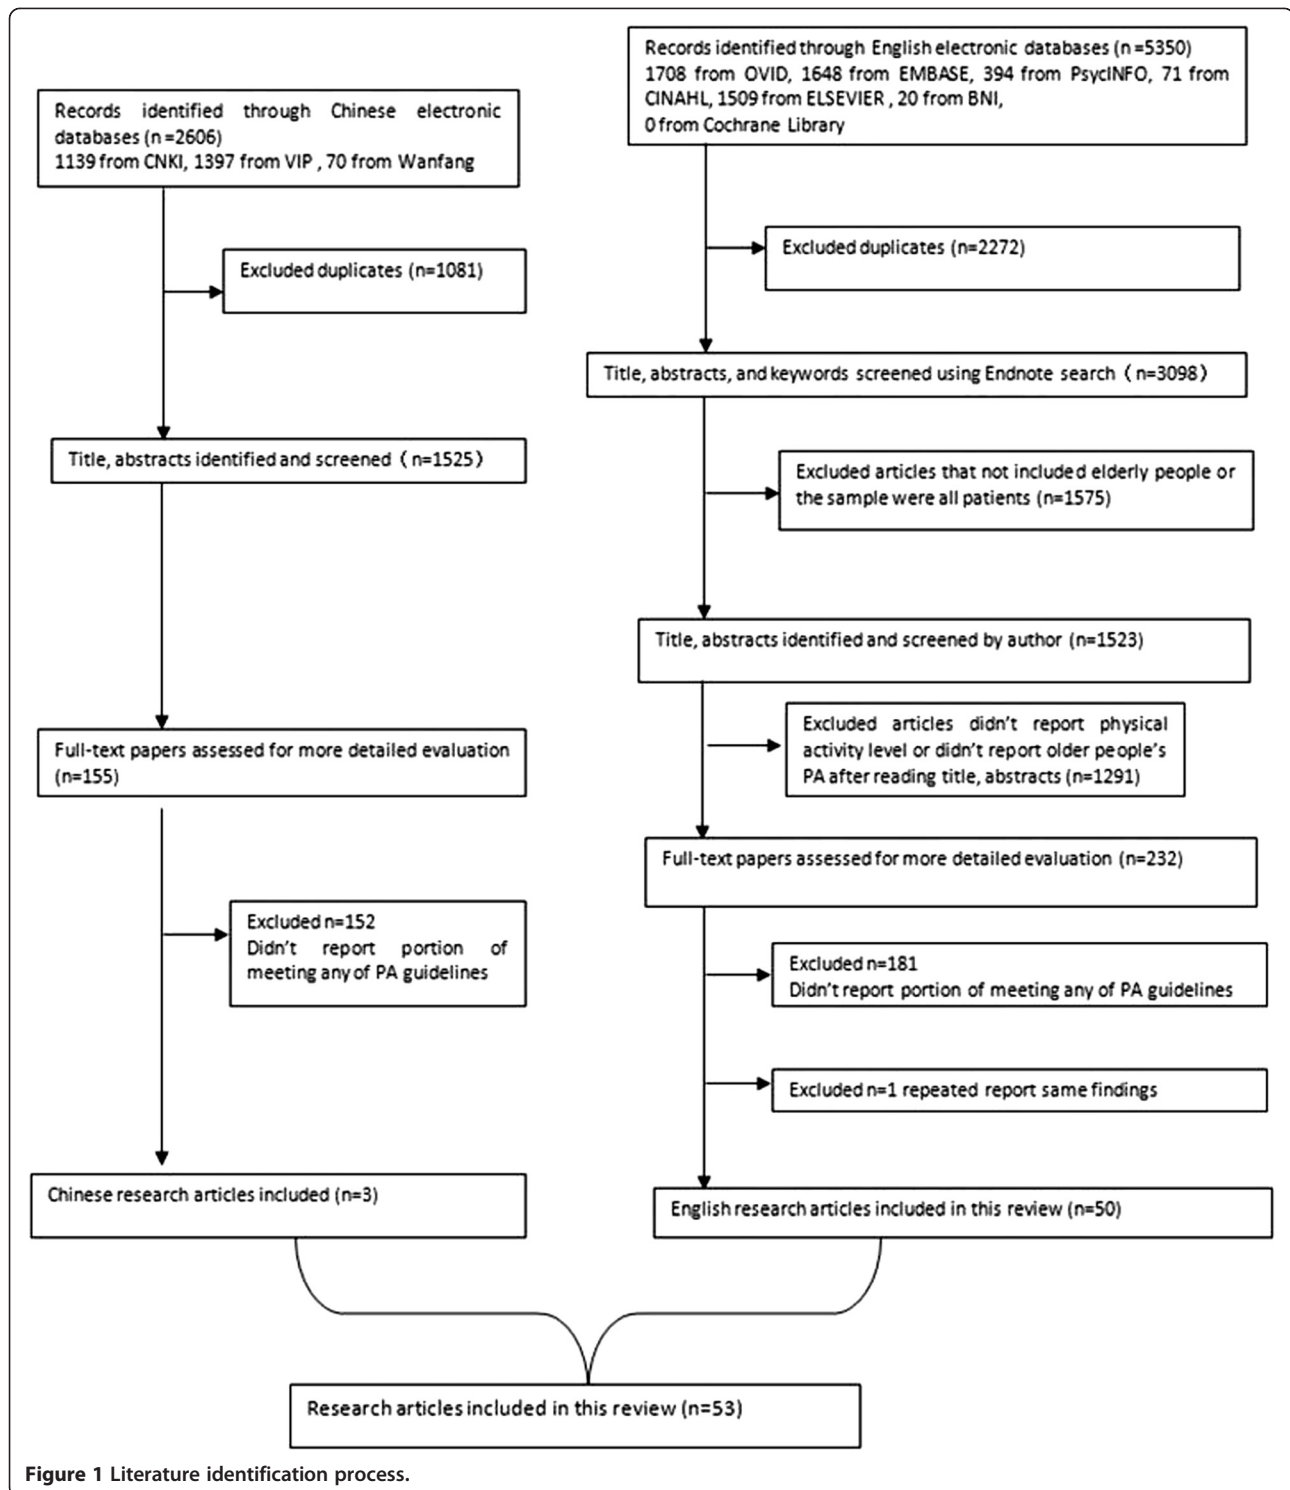 Records identified through Chinese electronic
databases (n=2606)
1139 from CNKI, 1397 from VIP , 70 from Wanfang
Excluded duplicates (n=1081)
Title, abstracts identified and screened (n=1525)
Full-text papers assessed for more detailed evaluation
(n=155)
Excluded n=152
Didn't report portion of
meeting any of PA guidelines
Chinese research articles included (n=3)
Records identified through English electronic databases (n=5350)
1708 from OVID, 1648 from EMBASE, 394 from PsycINFO, 71 from
CINAHL, 1509 from ELSEVIER , 20 from BNI,
0 from Cochrane Library
Excluded duplicates (n=2272)
Title, abstracts, and keywords screened using Endnote search (n=3098)
Excluded articles that not included elderly people or
the sample were all patients (n=1575)
Title, abstracts identified and screened by author (n=1523)
Excluded articles didn't report physical
activity level or didn't report older people's
PA after reading title, abstracts (n=1291)
Full-text papers assessed for more detailed evaluation (n=232)
Excluded n=181
Didn't report portion of meeting any of PA guidelines
Excluded n=1 repeated report same findings
English research articles included in this review (n=50)
Research articles included in this review (n=53)
Figure 1 Literature identification process.